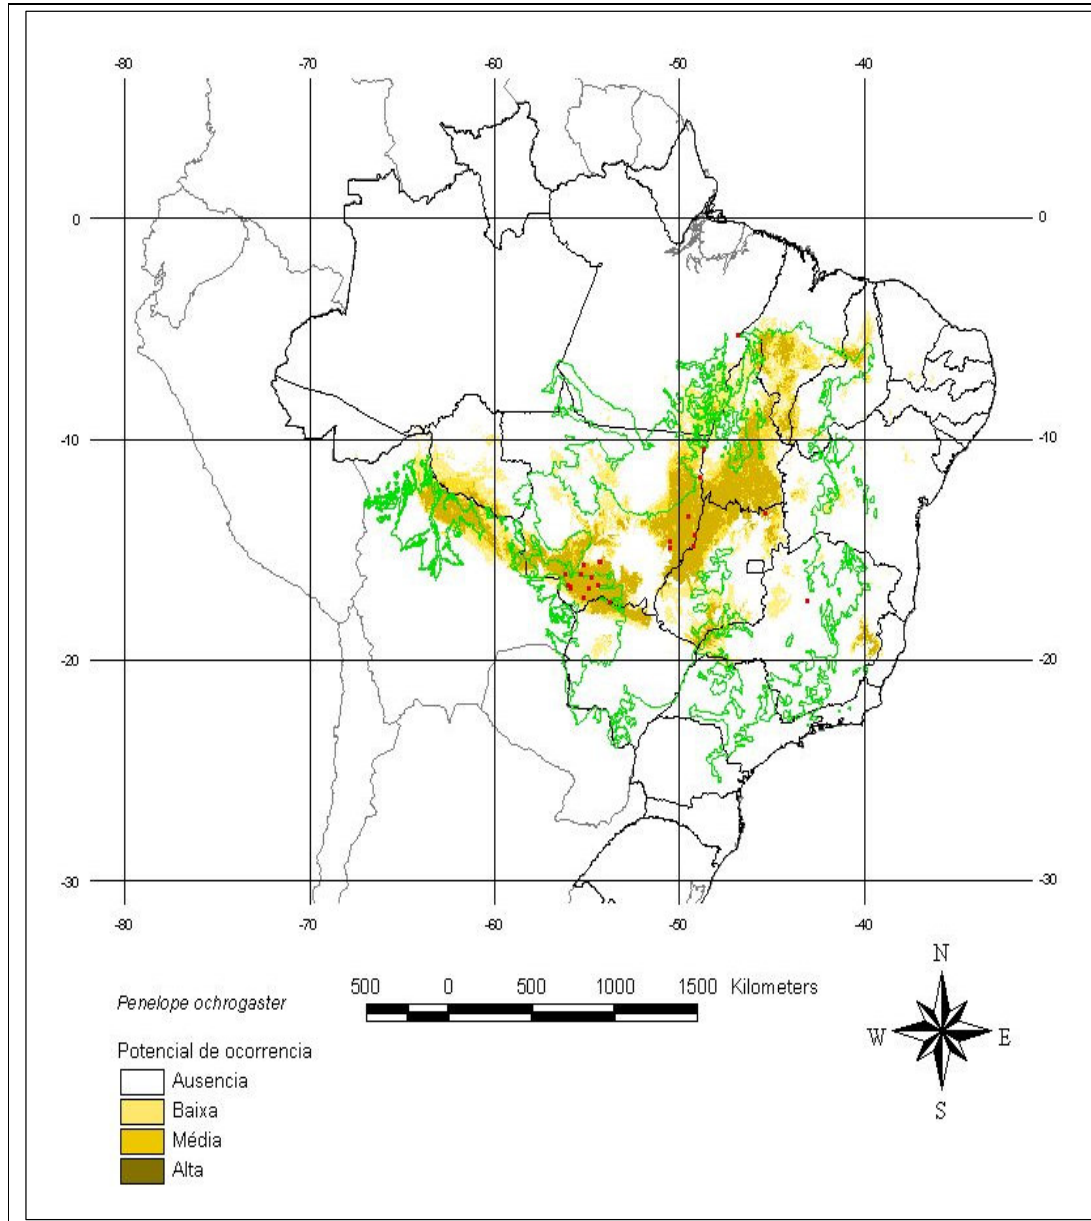 -80 -70 -60 -50 -40
0 0
-10 -10
-20 -20
-30 -30
-80 -70 -60 -50 -40
N
W E
S
500 0 500 1000 1500 Kilometers
Penelope ochrogaster
Potencial de ocorrencia
Ausencia
Baixa
Média
Alta